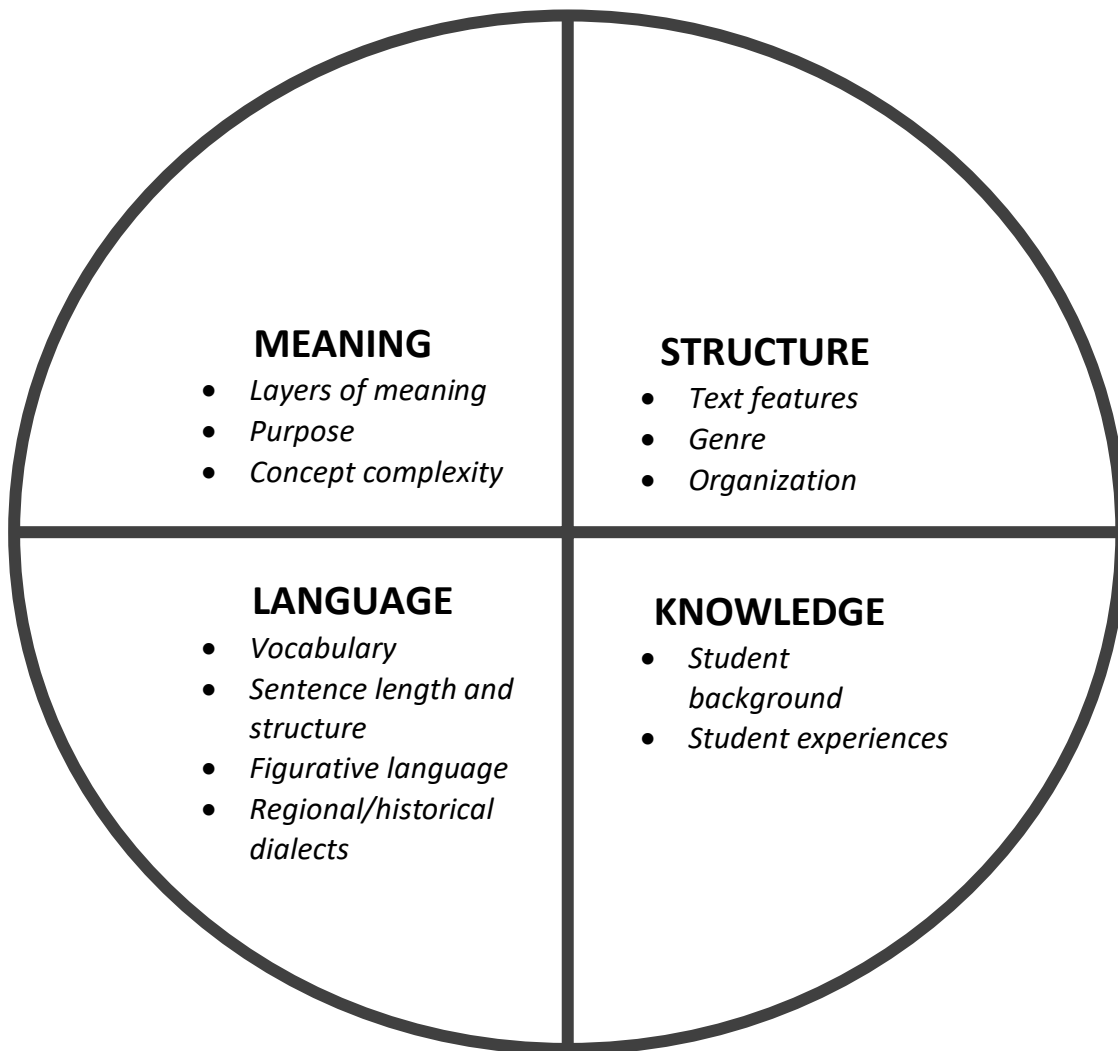 MEANING
• Layers of meaning
• Purpose
• Concept complexity
STRUCTURE
• Text features
• Genre
• Organization
LANGUAGE
• Vocabulary
• Sentence length and
structure
• Figurative language
• Regional/historical
dialects
KNOWLEDGE
• Student
background
• Student experiences